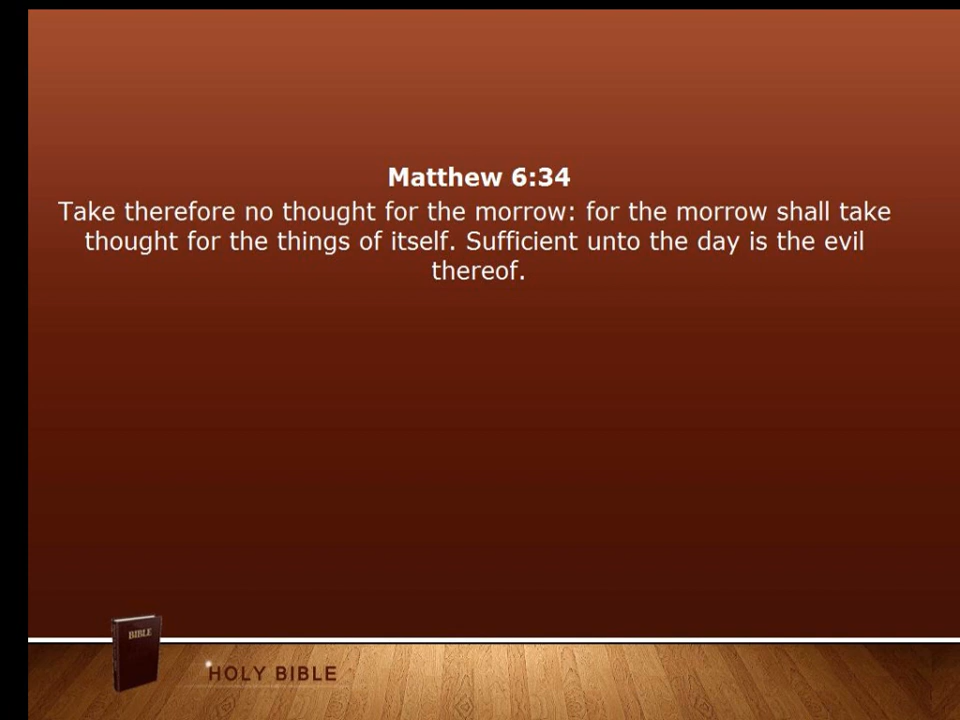 Matthew 6:34
Take therefore no thought for the morrow: for the morrow shall take
thought for the things of itself. Sufficient unto the day is the evil
thereof.
BIBLE
HOLY BIBLE